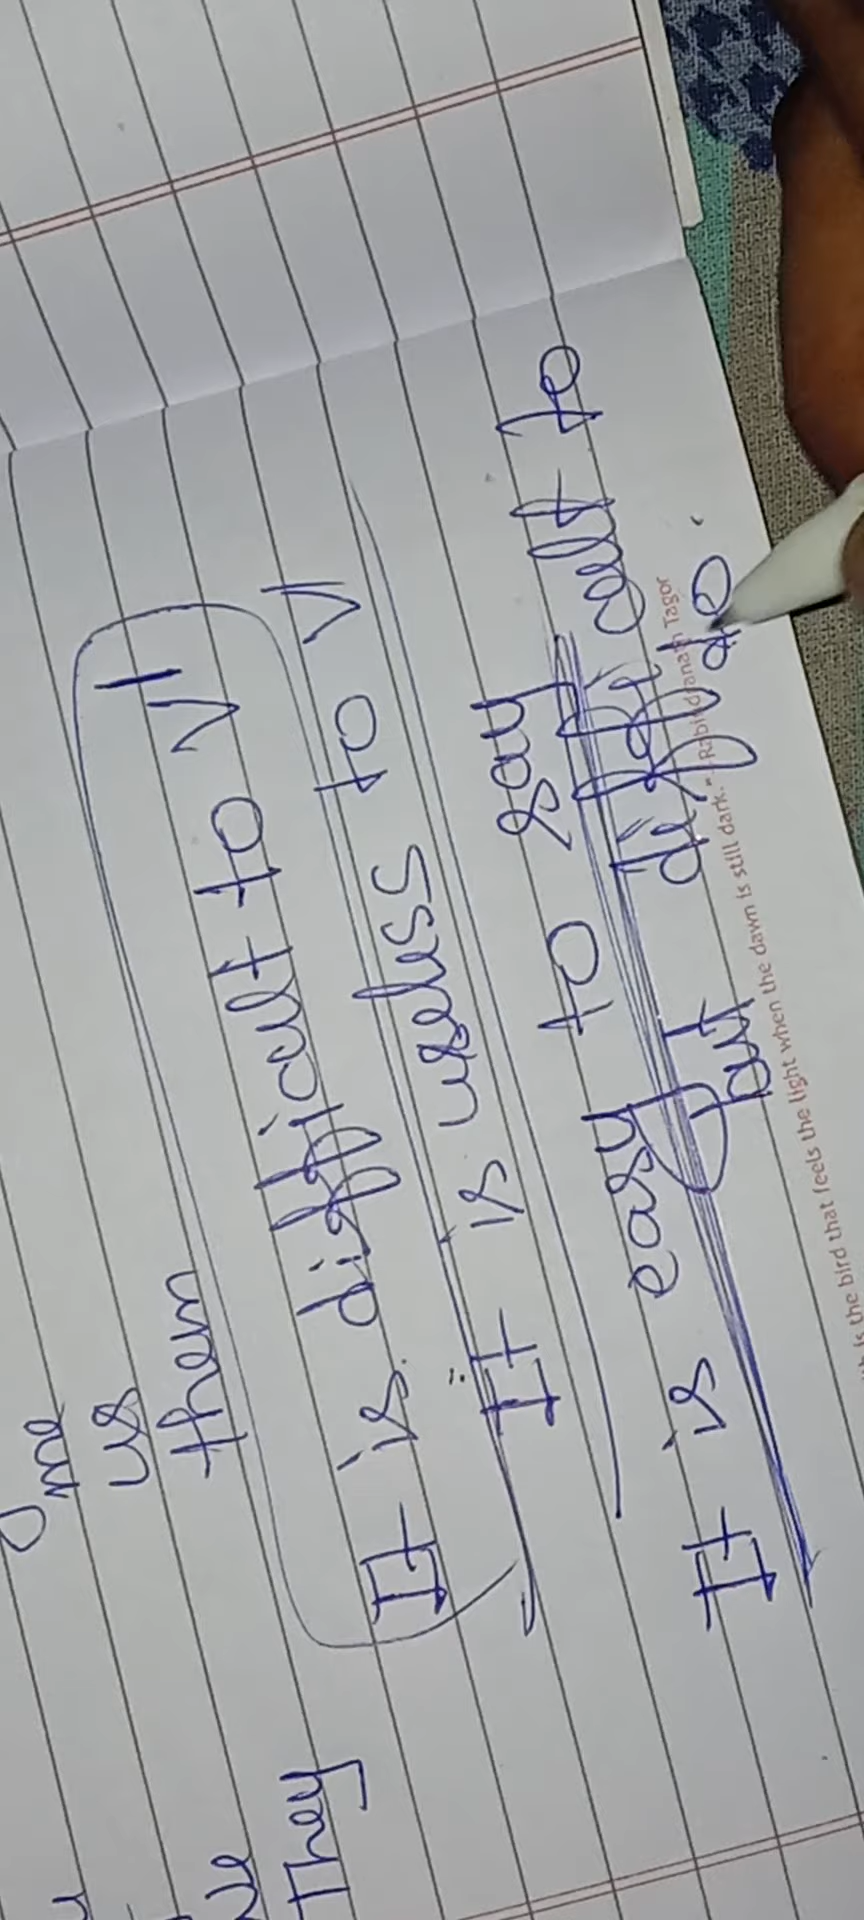 me
We us
They them
It is difficult to V1
It is useless to V1
It is easy to say
but difficult to do.
is the bird that feels the light when the dawn is still dark." - Rabindranath Tagor